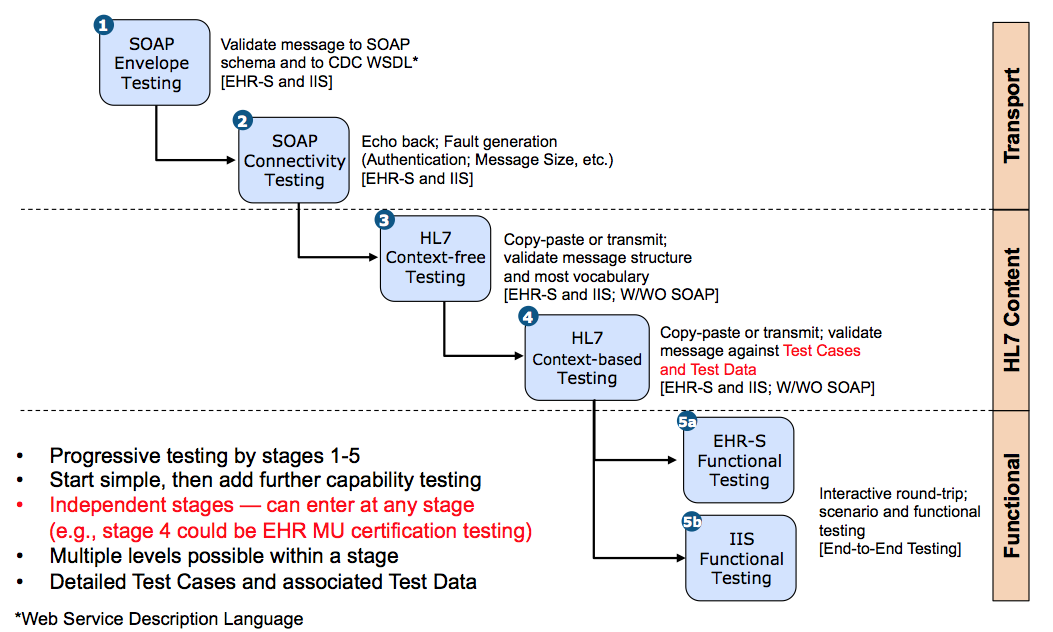 1
SOAP
Envelope
Testing
Validate message to SOAP
schema and to CDC WSDL*
[EHR-S and IIS]
2
SOAP
Connectivity
Testing
Echo back; Fault generation
(Authentication; Message Size, etc.)
[EHR-S and IIS]
Transport
3
HL7
Context-free
Testing
Copy-paste or transmit;
validate message structure
and most vocabulary
[EHR-S and IIS; W/WO SOAP]
4
HL7
Context-based
Testing
Copy-paste or transmit; validate
message against Test Cases
and Test Data
[EHR-S and IIS; W/WO SOAP]
HL7 Content
5a
EHR-S
Functional
Testing
5b
IIS
Functional
Testing
Interactive round-trip;
scenario and functional
testing
[End-to-End Testing]
Functional
• Progressive testing by stages 1-5
• Start simple, then add further capability testing
• Independent stages — can enter at any stage
(e.g., stage 4 could be EHR MU certification testing)
• Multiple levels possible within a stage
• Detailed Test Cases and associated Test Data
*Web Service Description Language